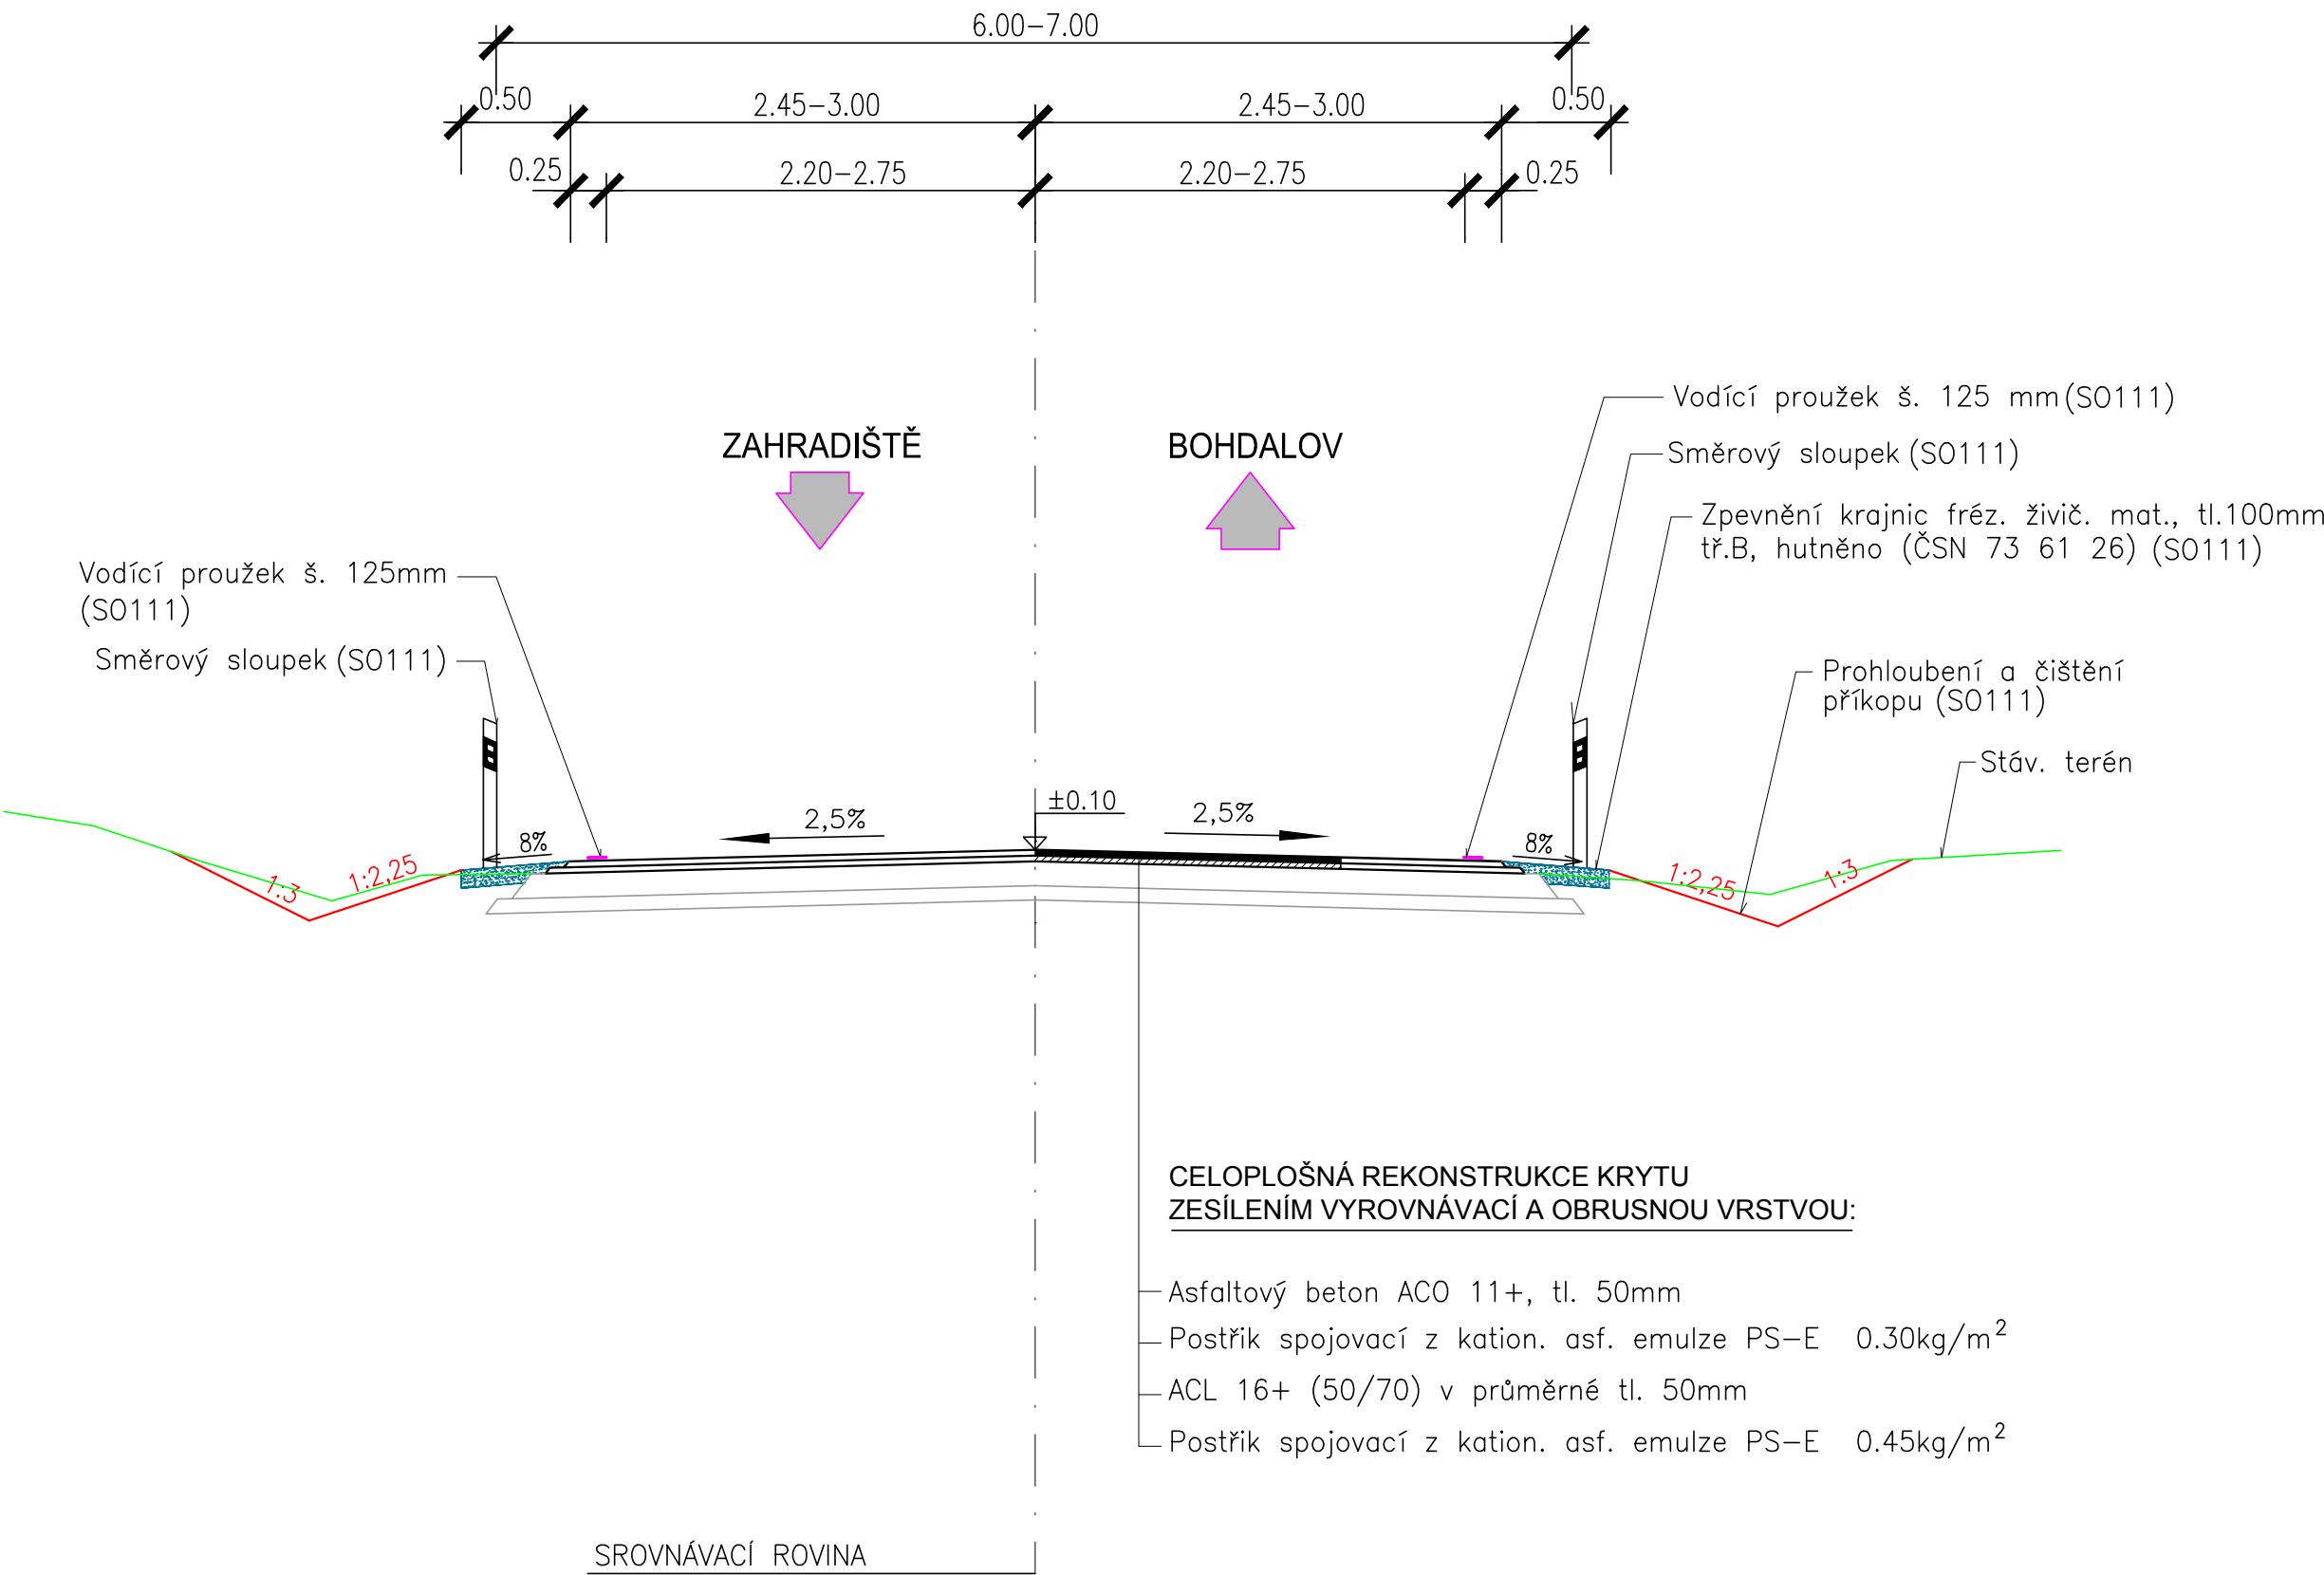 6.00-7.00
0.50
2.45-3.00
2.45-3.00
0.50
0.25
2.20-2.75
2.20-2.75
0.25
Vodící proužek š. 125 mm (SO111)
ZAHRADIŠTĚ
BOHDALOV
Směrový sloupek (SO111)
Zpevnění krajnic fréz. živič. mat., tl.100mm
tř.B, hutněno (ČSN 73 61 26) (SO111)
Vodící proužek š. 125mm
(SO111)
Směrový sloupek (SO111)
Prohloubení a čištění
příkopu (SO111)
Stáv. terén
±0.10
2,5%
2,5%
8%
8%
1:3
1:2,25
1:2,25
1:3
CELOPLOŠNÁ REKONSTRUKCE KRYTU
ZESÍLENÍM VYROVNÁVACÍ A OBRUSNOU VRSTVOU:
Asfaltový beton ACO 11+, tl. 50mm
Postřik spojovací z kation. asf. emulze PS-E 0.30kg/m²
ACL 16+ (50/70) v průměrné tl. 50mm
Postřik spojovací z kation. asf. emulze PS-E 0.45kg/m²
SROVNÁVACÍ ROVINA